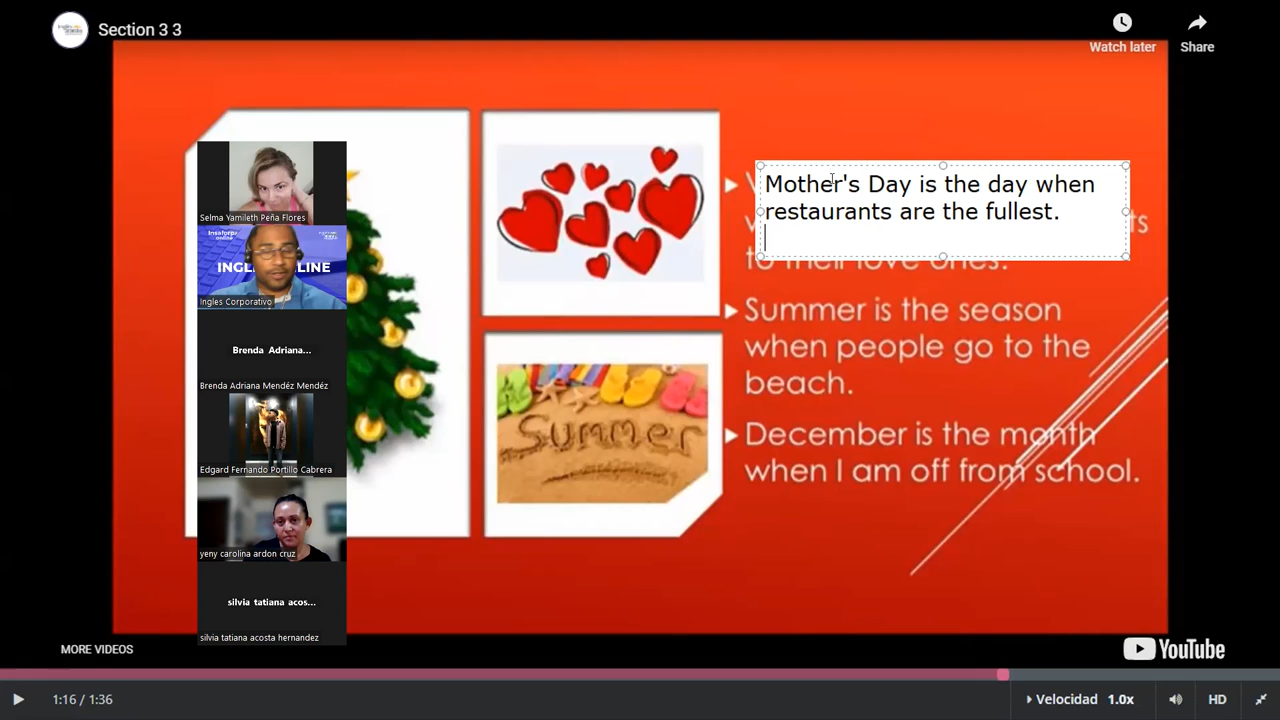 Section 3 3
Watch later
Share
Mother's Day is the day when
restaurants are the fullest.
ts
to their love ones.
Summer is the season
when people go to the
beach.
December is the month
when I am off from school.
Summer
Selma Yamileth Peña Flores
Insaforp
online
INGL
LINE
Ingles Corporativo
Brenda Adriana...
Brenda Adriana Mendéz Mendéz
Edgard Fernando Portillo Cabrera
yeny carolina ardon cruz
silvia tatiana acos...
silvia tatiana acosta hernandez
MORE VIDEOS
YouTube
1:16 / 1:36
Velocidad 1.0x
HD